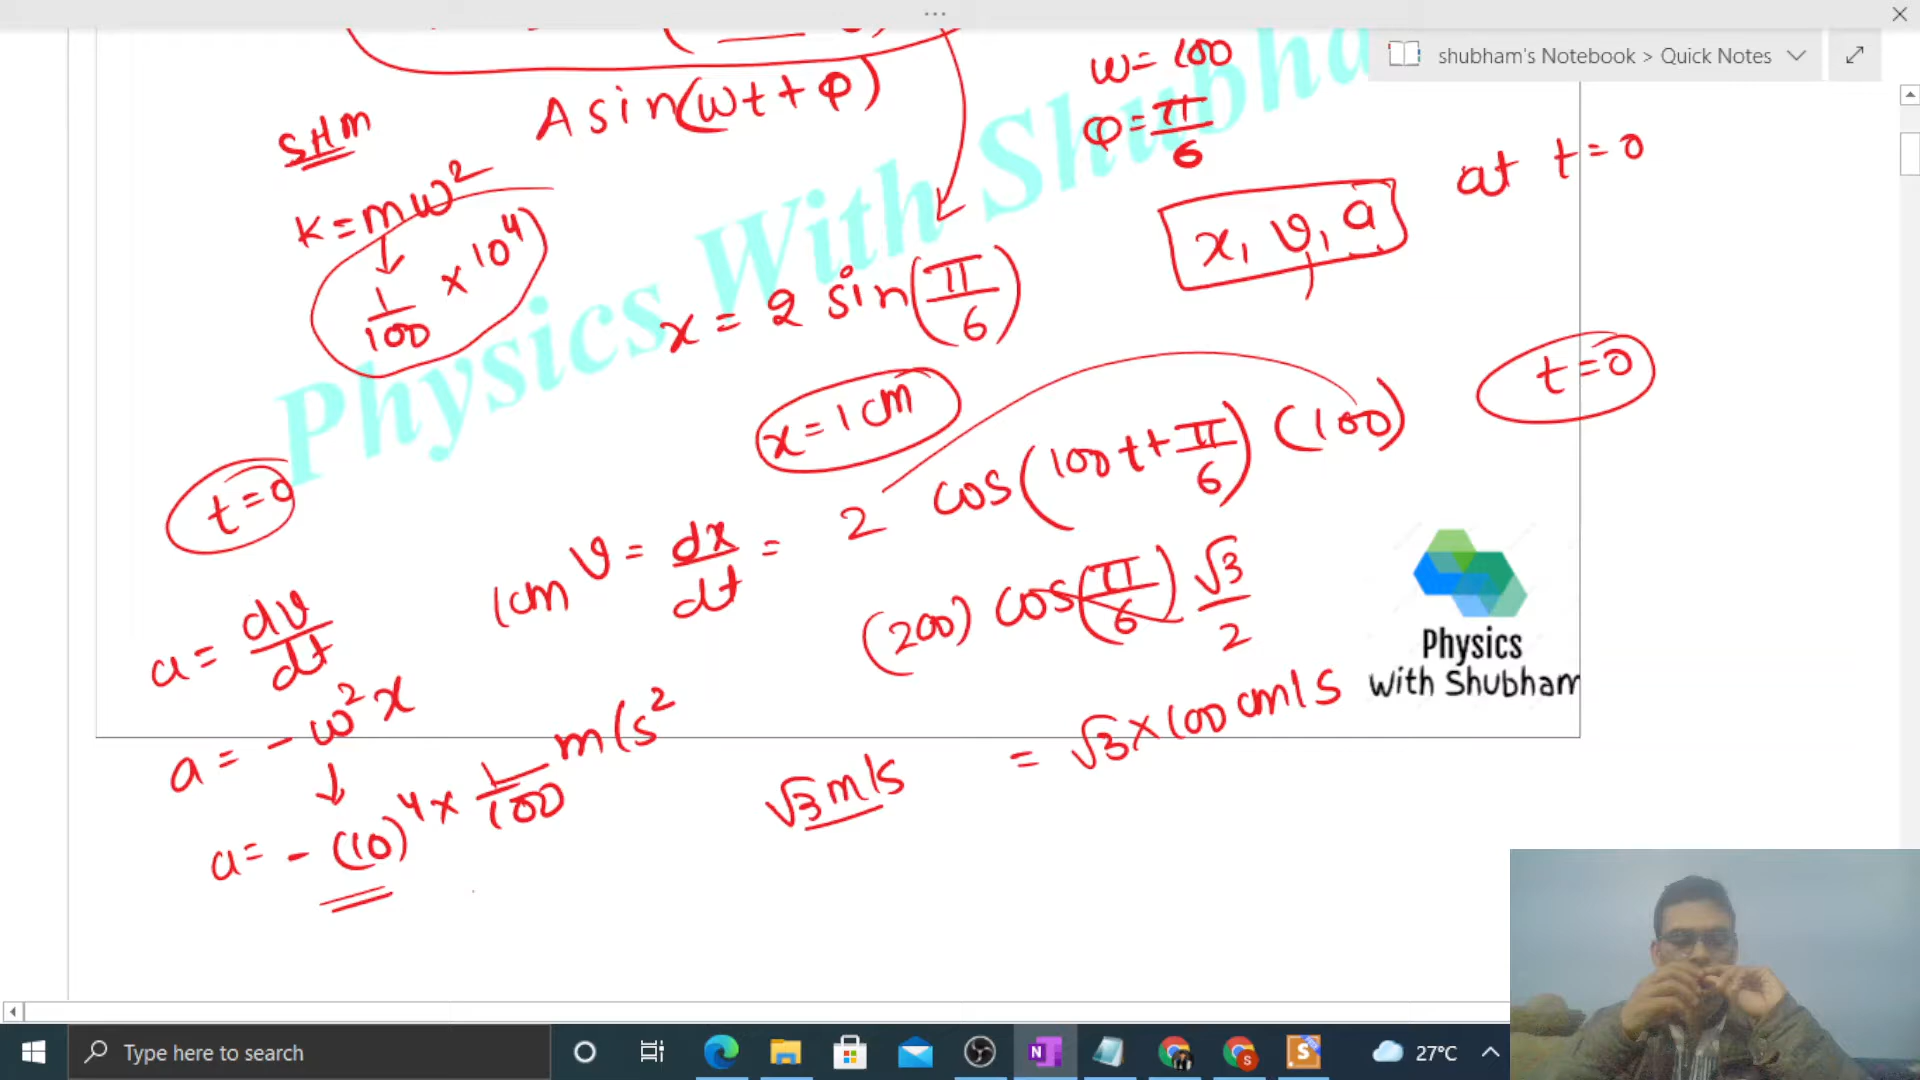 shubham's Notebook > Quick Notes
ω = 100
A sin(ωt + φ)
φ = π/6
SHM
at t = 0
K = mω²
x, v, a
1/100 × 10⁴
x = 2 sin(π/6)
t = 0
x = 1 cm
Physics With Shubha
t = 0
1cm v = dx/dt = 2 cos(100t + π/6) (100)
a = dv/dt
(200) cos(π/6) √3/2
Physics
With Shubham
a = - ω² x
= √3 × 100 cm/s
√3 m/s
a = - (10)⁴ × 1/100 m/s²
Type here to search
27°C